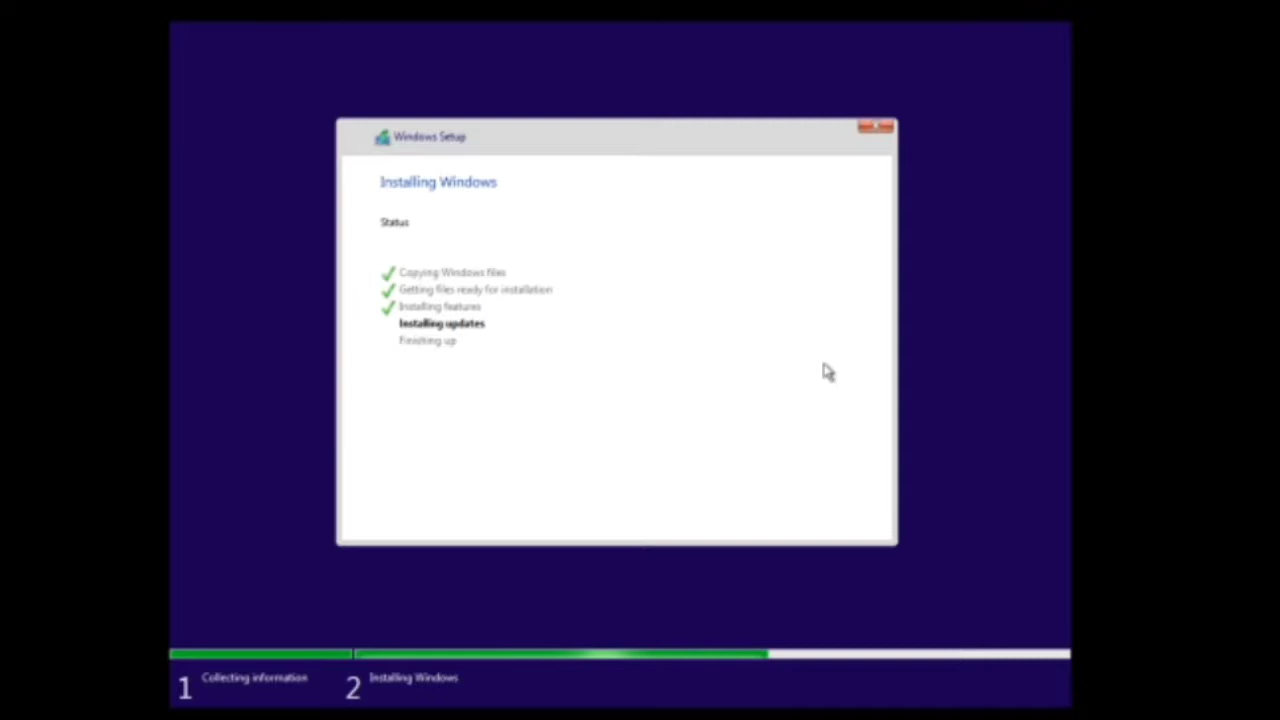 Windows Setup
Installing Windows
Status
Copying Windows files
Getting files ready for installation
Installing features
Installing updates
Finishing up
1 Collecting information
2 Installing Windows